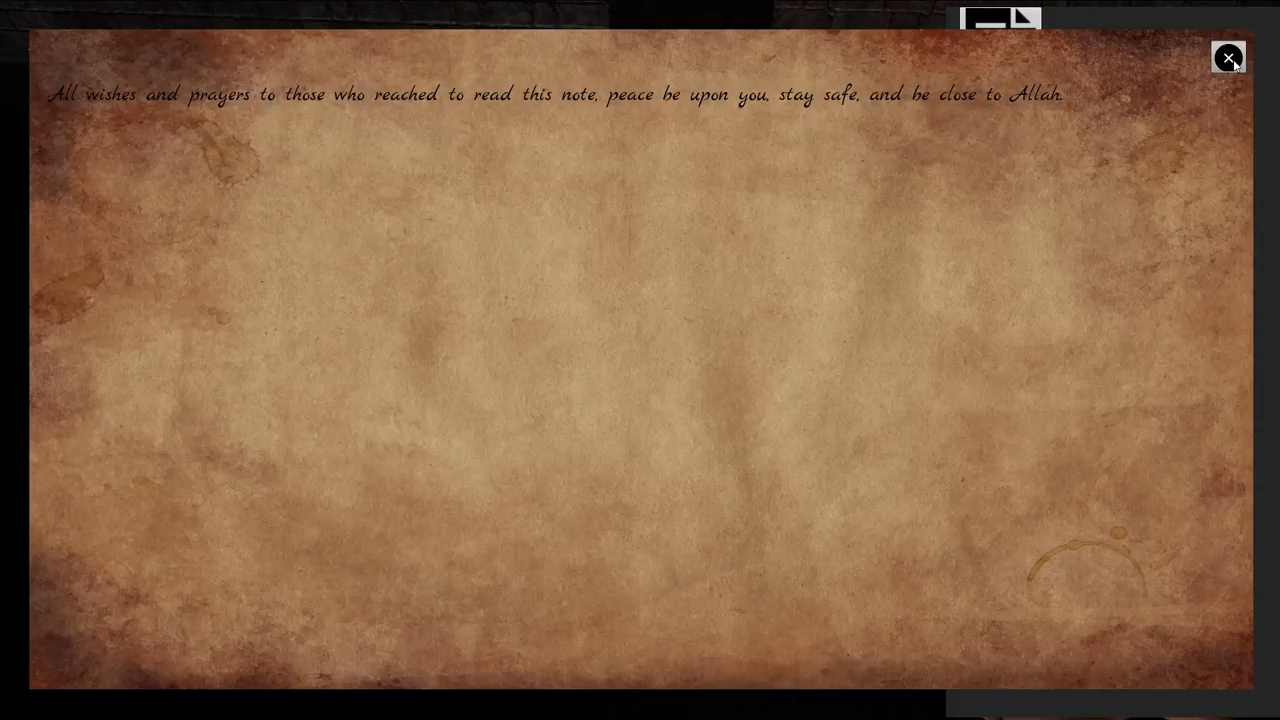 All wishes and prayers to those who reached to read this note, peace be upon you, stay safe, and be close to Allah.